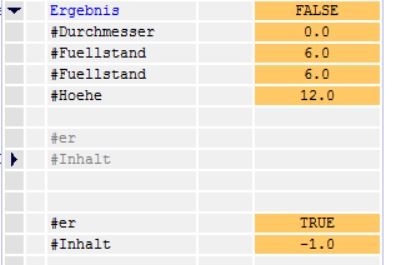 Ergebnis FALSE
#Durchmesser 0.0
#Fuellstand 6.0
#Fuellstand 6.0
#Hoehe 12.0
#er
#Inhalt
#er TRUE
#Inhalt -1.0